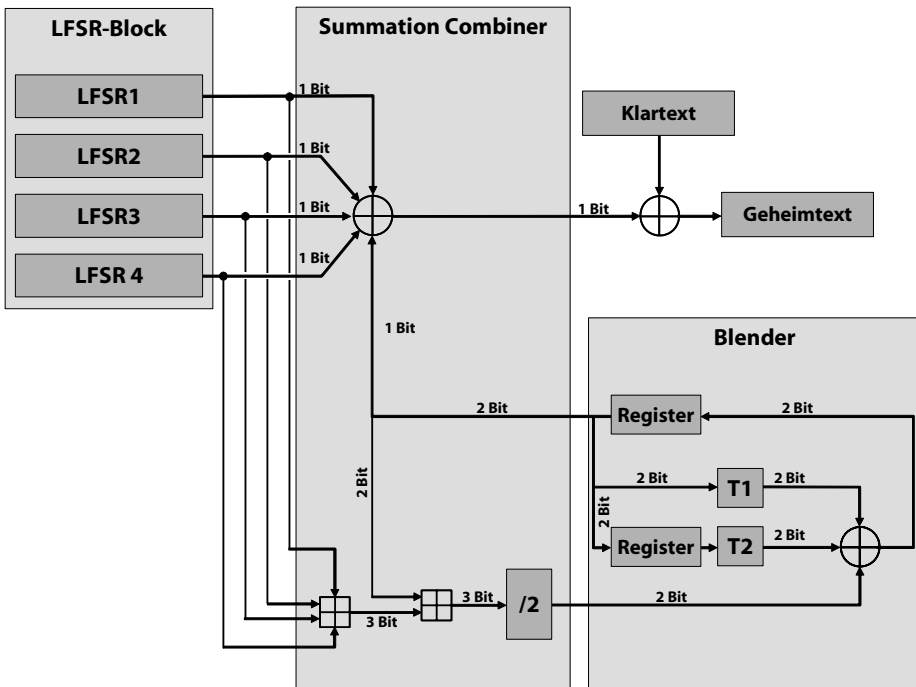 LFSR-Block
Summation Combiner
LFSR1
1 Bit
Klartext
LFSR2
1 Bit
LFSR3
1 Bit
1 Bit
Geheimtext
LFSR 4
1 Bit
1 Bit
Blender
2 Bit
Register
2 Bit
2 Bit
2 Bit
T1
2 Bit
2 Bit
Register
T2
2 Bit
3 Bit
3 Bit
/2
2 Bit